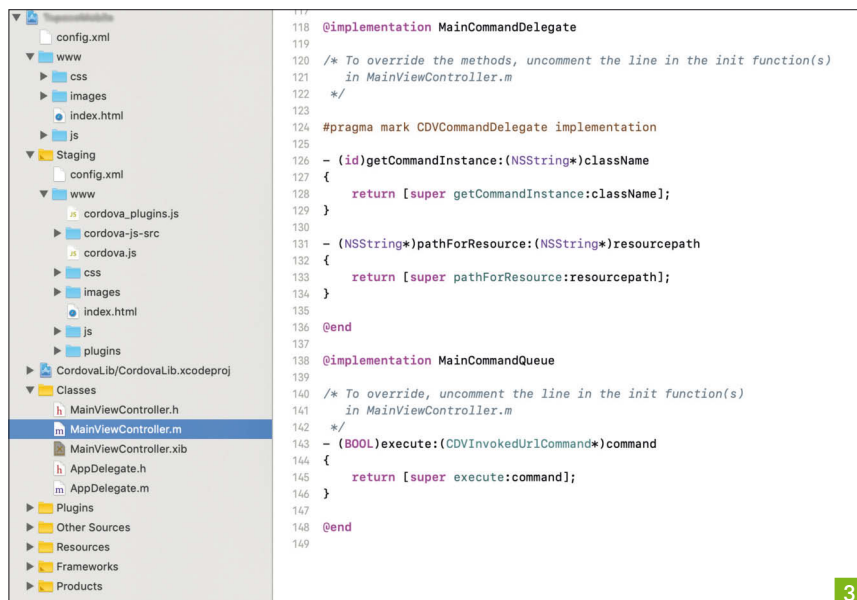 config.xml
www
css
images
index.html
js
Staging
config.xml
www
cordova_plugins.js
cordova-js-src
cordova.js
css
images
index.html
js
plugins
CordovaLib/CordovaLib.xcodeproj
Classes
MainViewController.h
MainViewController.m
MainViewController.xib
AppDelegate.h
AppDelegate.m
Plugins
Other Sources
Resources
Frameworks
Products
118 @implementation MainCommandDelegate
119
120 /* To override the methods, uncomment the line in the init function(s)
121 in MainViewController.m
122 */
123
124 #pragma mark CDVCommandDelegate implementation
125
126 - (id)getCommandInstance:(NSString*)className
127 {
128 return [super getCommandInstance:className];
129 }
130
131 - (NSString*)pathForResource:(NSString*)resourcepath
132 {
133 return [super pathForResource:resourcepath];
134 }
135
136 @end
137
138 @implementation MainCommandQueue
139
140 /* To override, uncomment the line in the init function(s)
141 in MainViewController.m
142 */
143 - (BOOL)execute:(CDVInvokedUrlCommand*)command
144 {
145 return [super execute:command];
146 }
147
148 @end
149
3